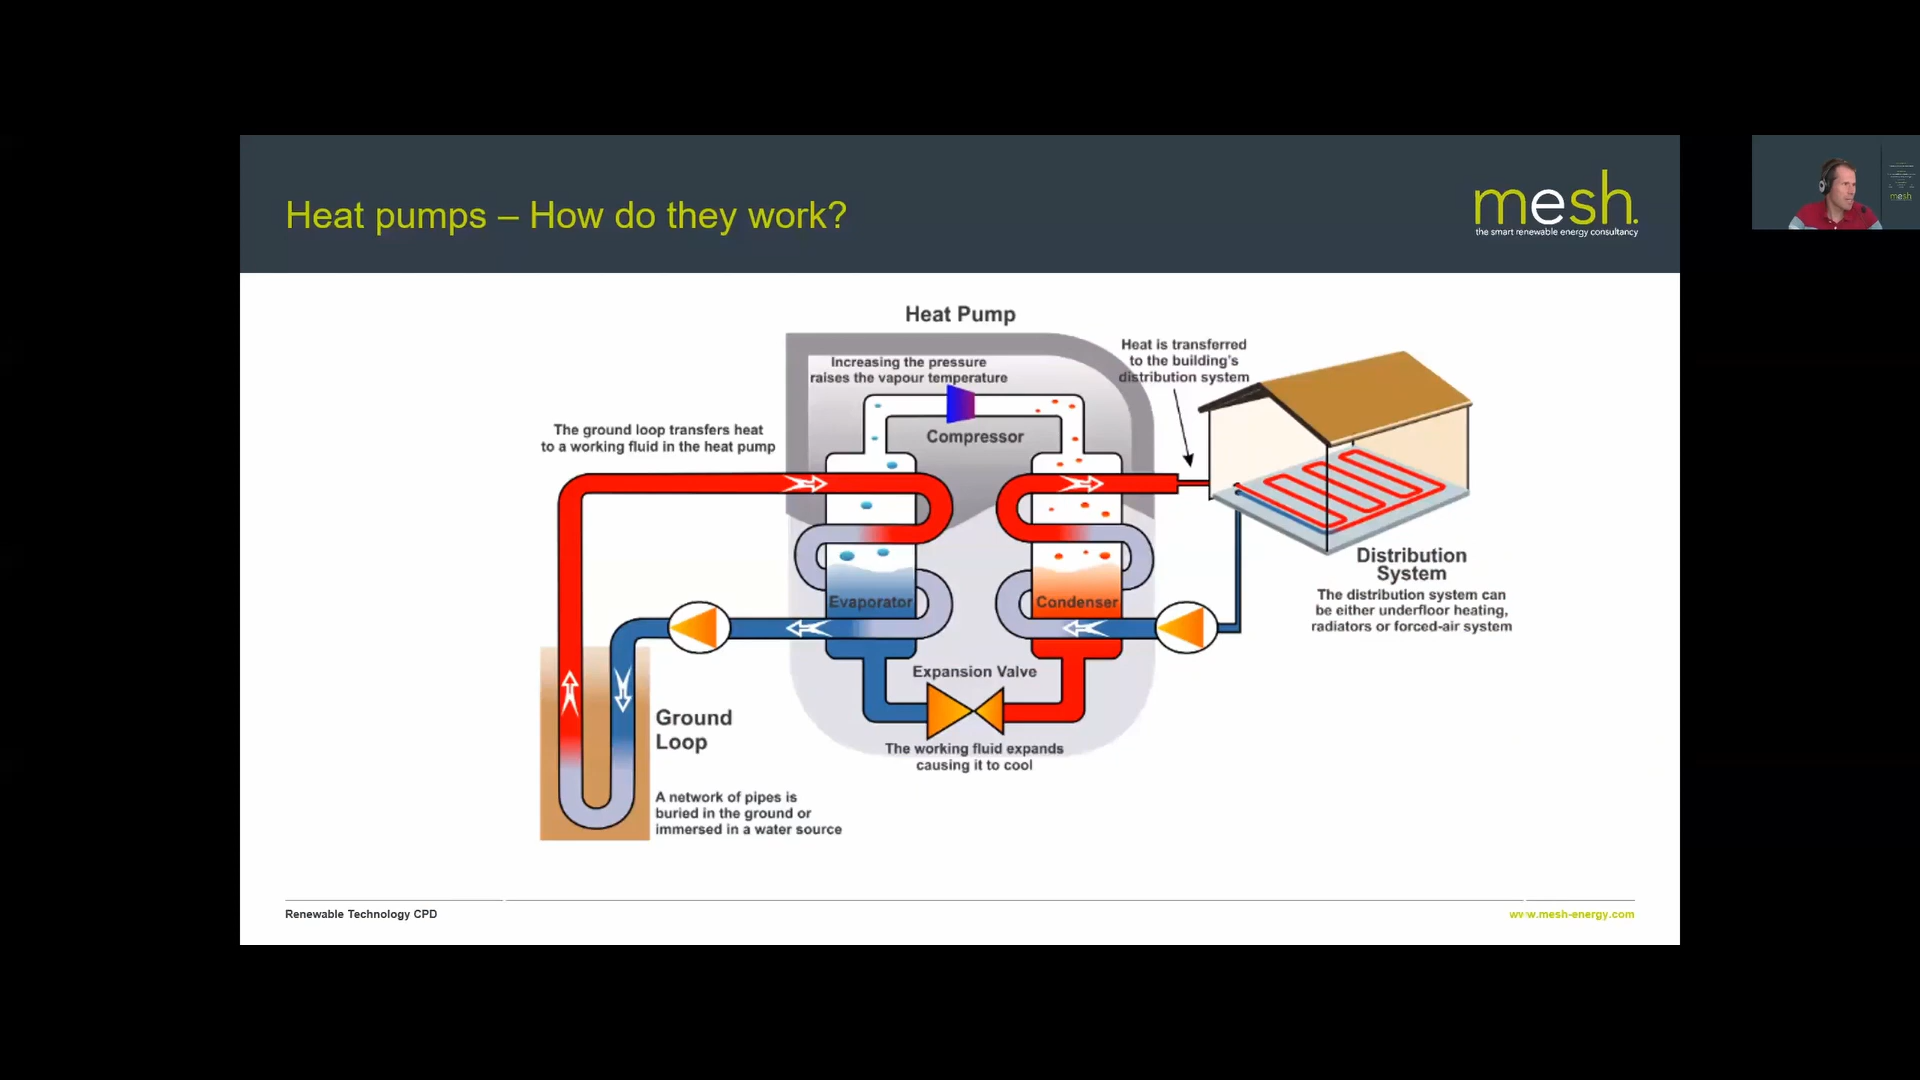 Heat pumps – How do they work?
mesh.
the smart renewable energy consultancy
mesh
Heat Pump
Increasing the pressure
raises the vapour temperature
Heat is transferred
to the building's
distribution system
The ground loop transfers heat
to a working fluid in the heat pump
Compressor
Evaporator
Condenser
Distribution
System
The distribution system can
be either underfloor heating,
radiators or forced-air system
Expansion Valve
The working fluid expands
causing it to cool
Ground
Loop
A network of pipes is
buried in the ground or
immersed in a water source
Renewable Technology CPD
www.mesh-energy.com